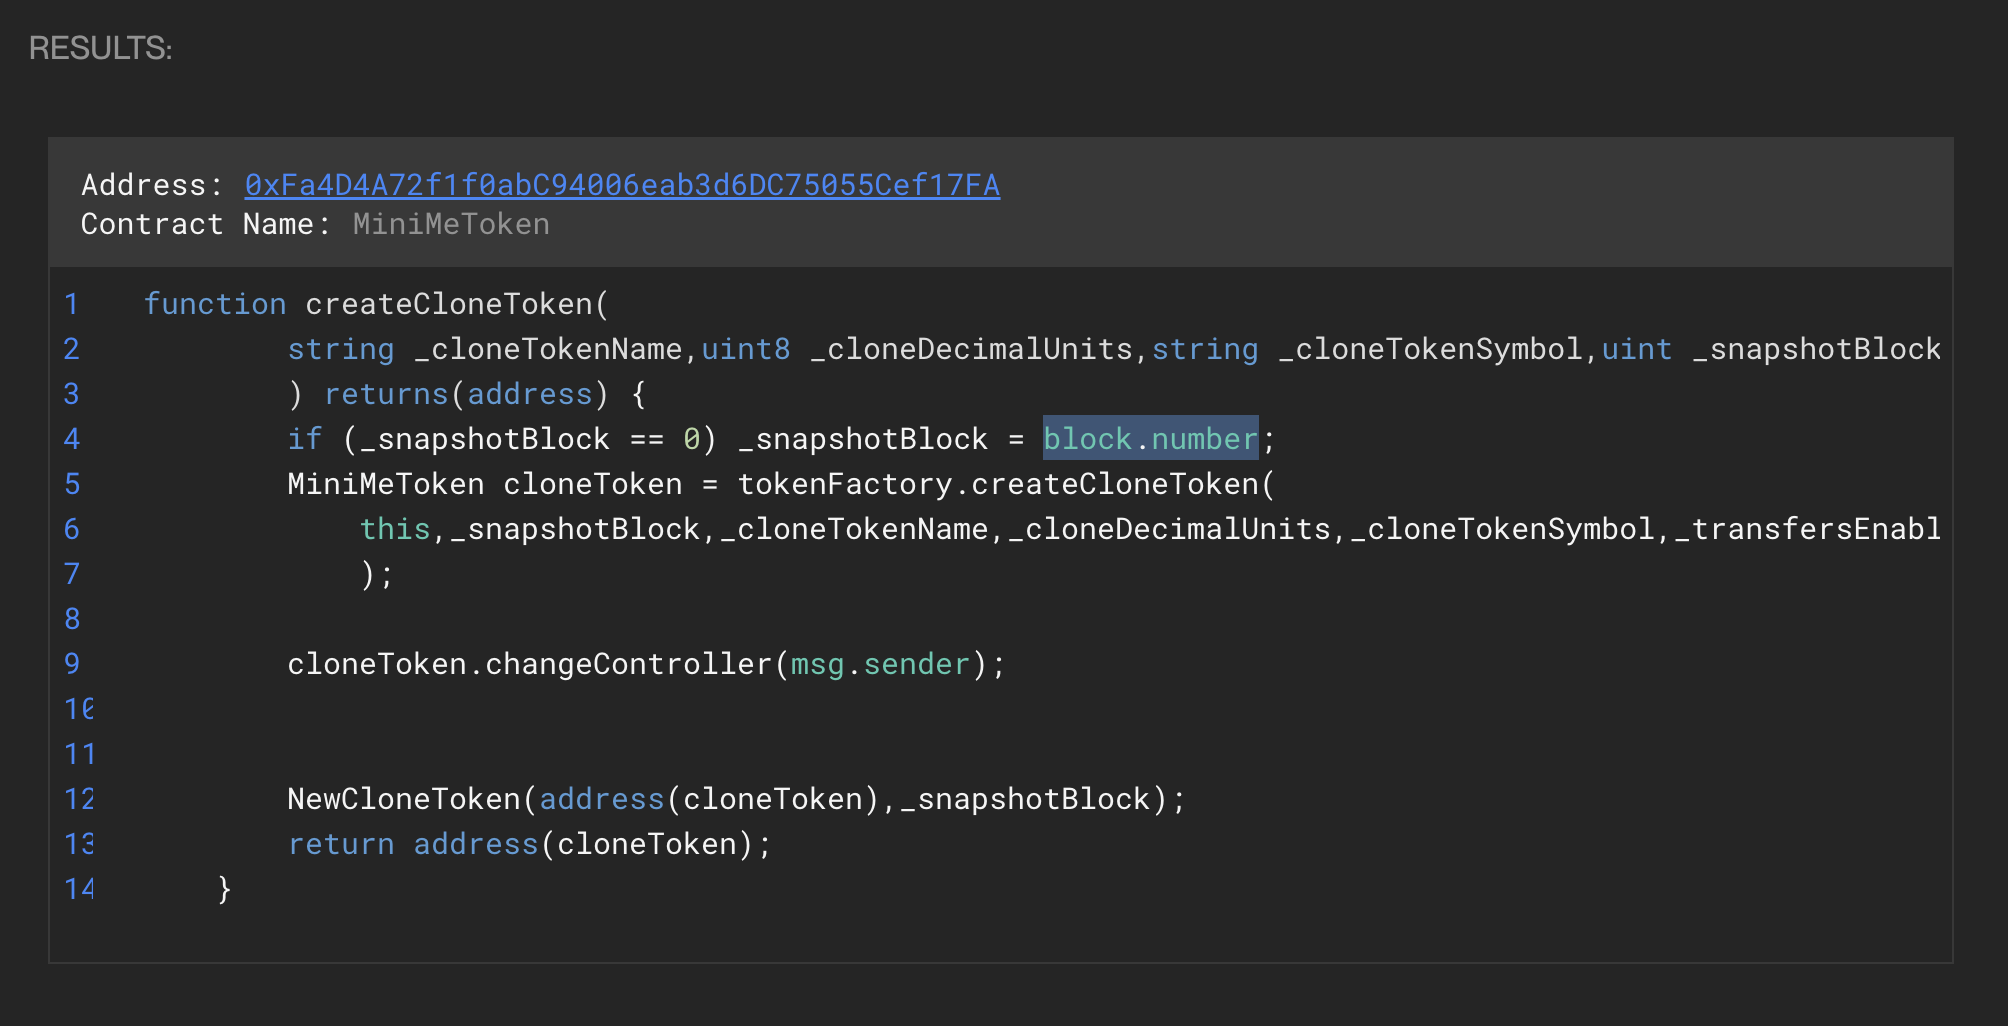 RESULTS:
Address: 0xFa4D4A72f1f0abC94006eab3d6DC75055Cef17FA
Contract Name: MiniMeToken
1 function createCloneToken(
2 string _cloneTokenName,uint8 _cloneDecimalUnits,string _cloneTokenSymbol,uint _snapshotBlock
3 ) returns(address) {
4 if (_snapshotBlock == 0) _snapshotBlock = block.number;
5 MiniMeToken cloneToken = tokenFactory.createCloneToken(
6 this,_snapshotBlock,_cloneTokenName,_cloneDecimalUnits,_cloneTokenSymbol,_transfersEnabl
7 );
8
9 cloneToken.changeController(msg.sender);
10
11
12 NewCloneToken(address(cloneToken),_snapshotBlock);
13 return address(cloneToken);
14 }